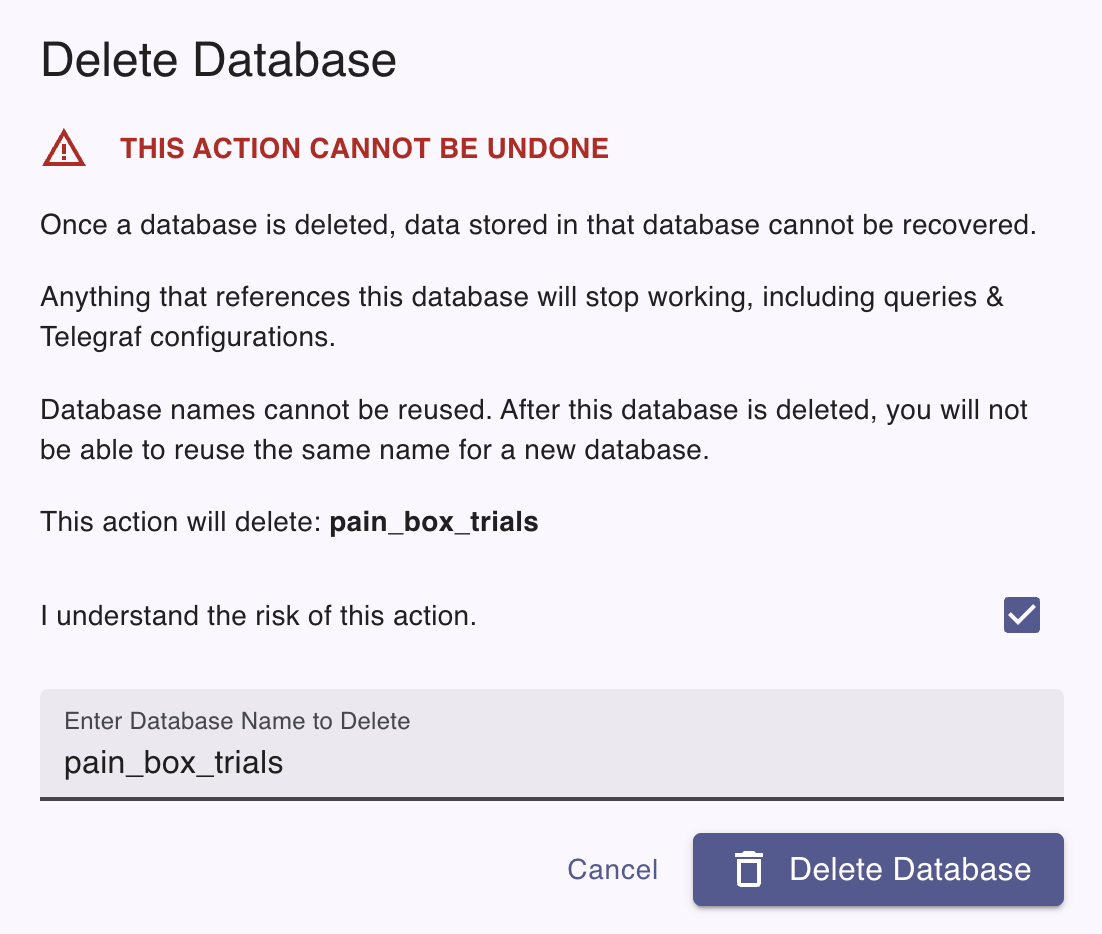 Delete Database
THIS ACTION CANNOT BE UNDONE
Once a database is deleted, data stored in that database cannot be recovered.
Anything that references this database will stop working, including queries &
Telegraf configurations.
Database names cannot be reused. After this database is deleted, you will not
be able to reuse the same name for a new database.
This action will delete: pain_box_trials
I understand the risk of this action.
Enter Database Name to Delete
pain_box_trials
Cancel
Delete Database